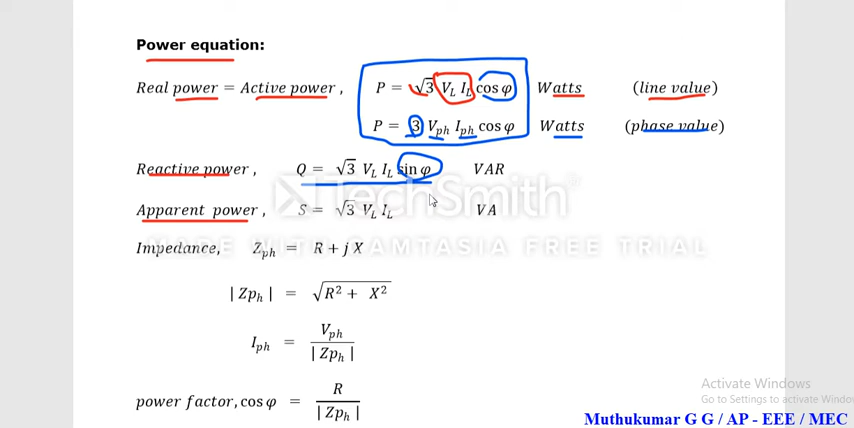 Power equation:
Real power = Active power , P = √3 V_L I_L cos φ Watts (line value)
P = 3 V_ph I_ph cos φ Watts (phase value)
Reactive power , Q = √3 V_L I_L sin φ VAR
TechSmith®
Apparent power , S = √3 V_L I_L VA
MADE WITH CAMTASIA FREE TRIAL
Impedance, Z_ph = R + j X
| Zp_h | = √R² + X²
I_ph = V_ph / | Zp_h |
Activate Windows
Go to Settings to activate Windo
power factor, cos φ = R / | Zp_h |
Muthukumar G G / AP - EEE / MEC